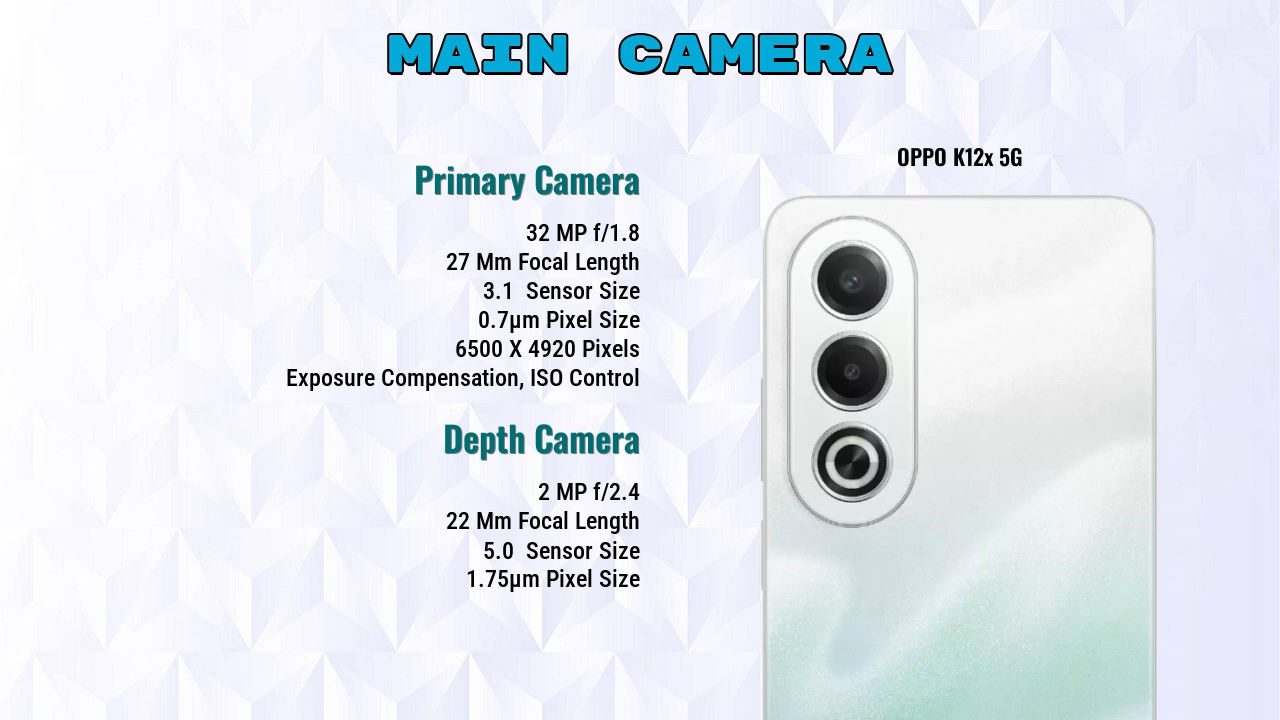 MAIN CAMERA
OPPO K12x 5G
Primary Camera
32 MP f/1.8
27 Mm Focal Length
3.1  Sensor Size
0.7µm Pixel Size
6500 X 4920 Pixels
Exposure Compensation, ISO Control
Depth Camera
2 MP f/2.4
22 Mm Focal Length
5.0  Sensor Size
1.75µm Pixel Size